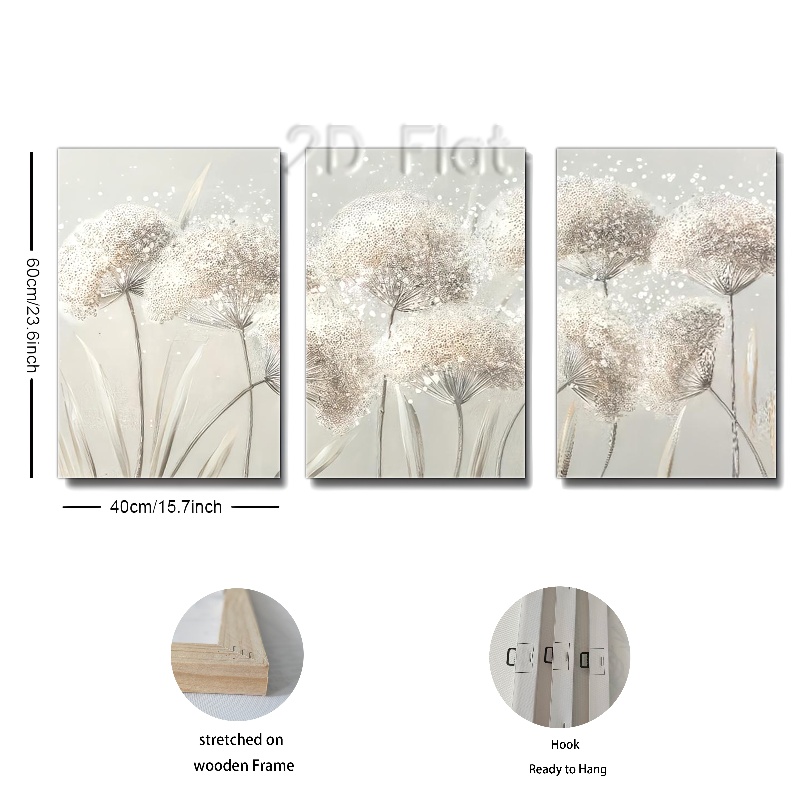 2D Flat
60cm/23.6inch
40cm/15.7inch
stretched on
wooden Frame
Hook
Ready to Hang